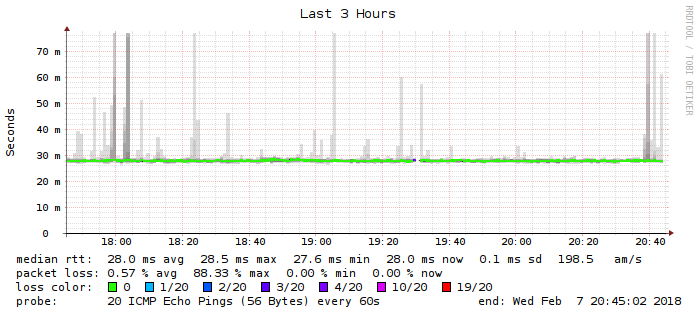 Last 3 Hours
RRDTOOL / TOBI OETIKER
Seconds
70 m
60 m
50 m
40 m
30 m
20 m
10 m
0
18:00 18:20 18:40 19:00 19:20 19:40 20:00 20:20 20:40
median rtt: 28.0 ms avg 28.5 ms max 27.6 ms min 28.0 ms now 0.1 ms sd 198.5 am/s
packet loss: 0.57 % avg 88.33 % max 0.00 % min 0.00 % now
loss color: 0 1/20 2/20 3/20 4/20 10/20 19/20
probe: 20 ICMP Echo Pings (56 Bytes) every 60s end: Wed Feb 7 20:45:02 2018